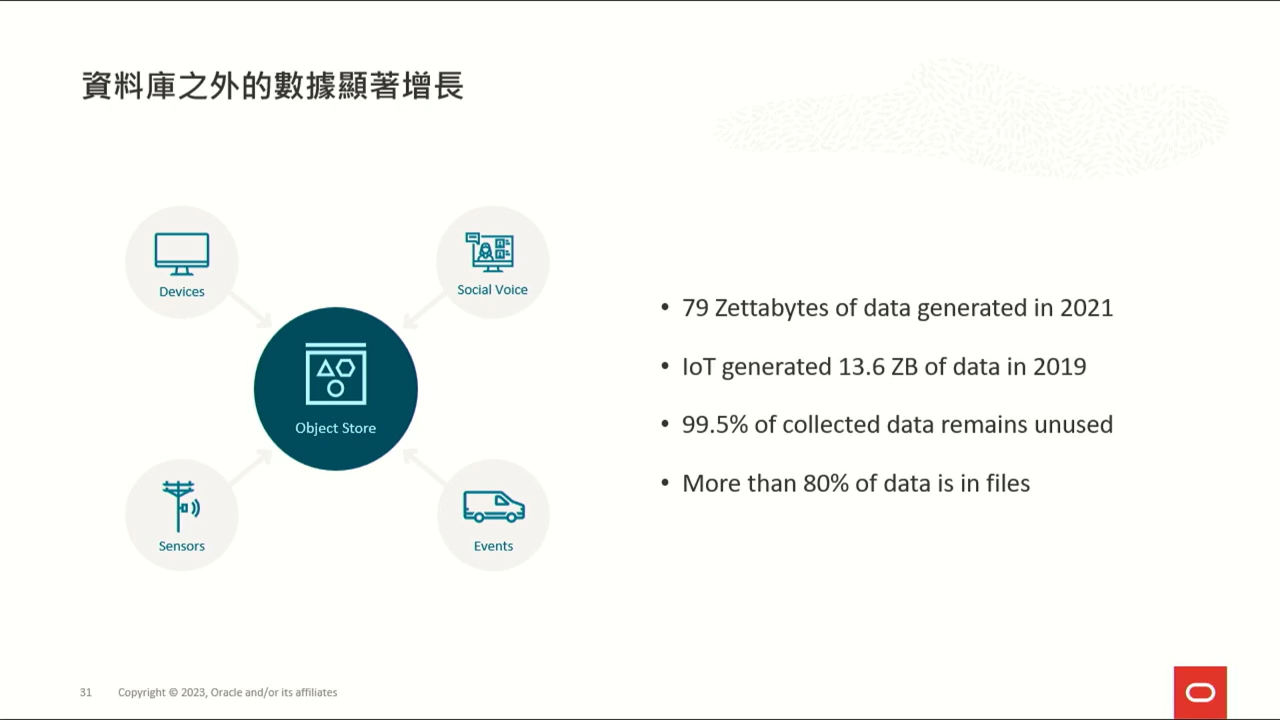 資料庫之外的數據顯著增長
Devices
Social Voice
Object Store
Sensors
Events
• 79 Zettabytes of data generated in 2021
• IoT generated 13.6 ZB of data in 2019
• 99.5% of collected data remains unused
• More than 80% of data is in files
31 Copyright © 2023, Oracle and/or its affiliates